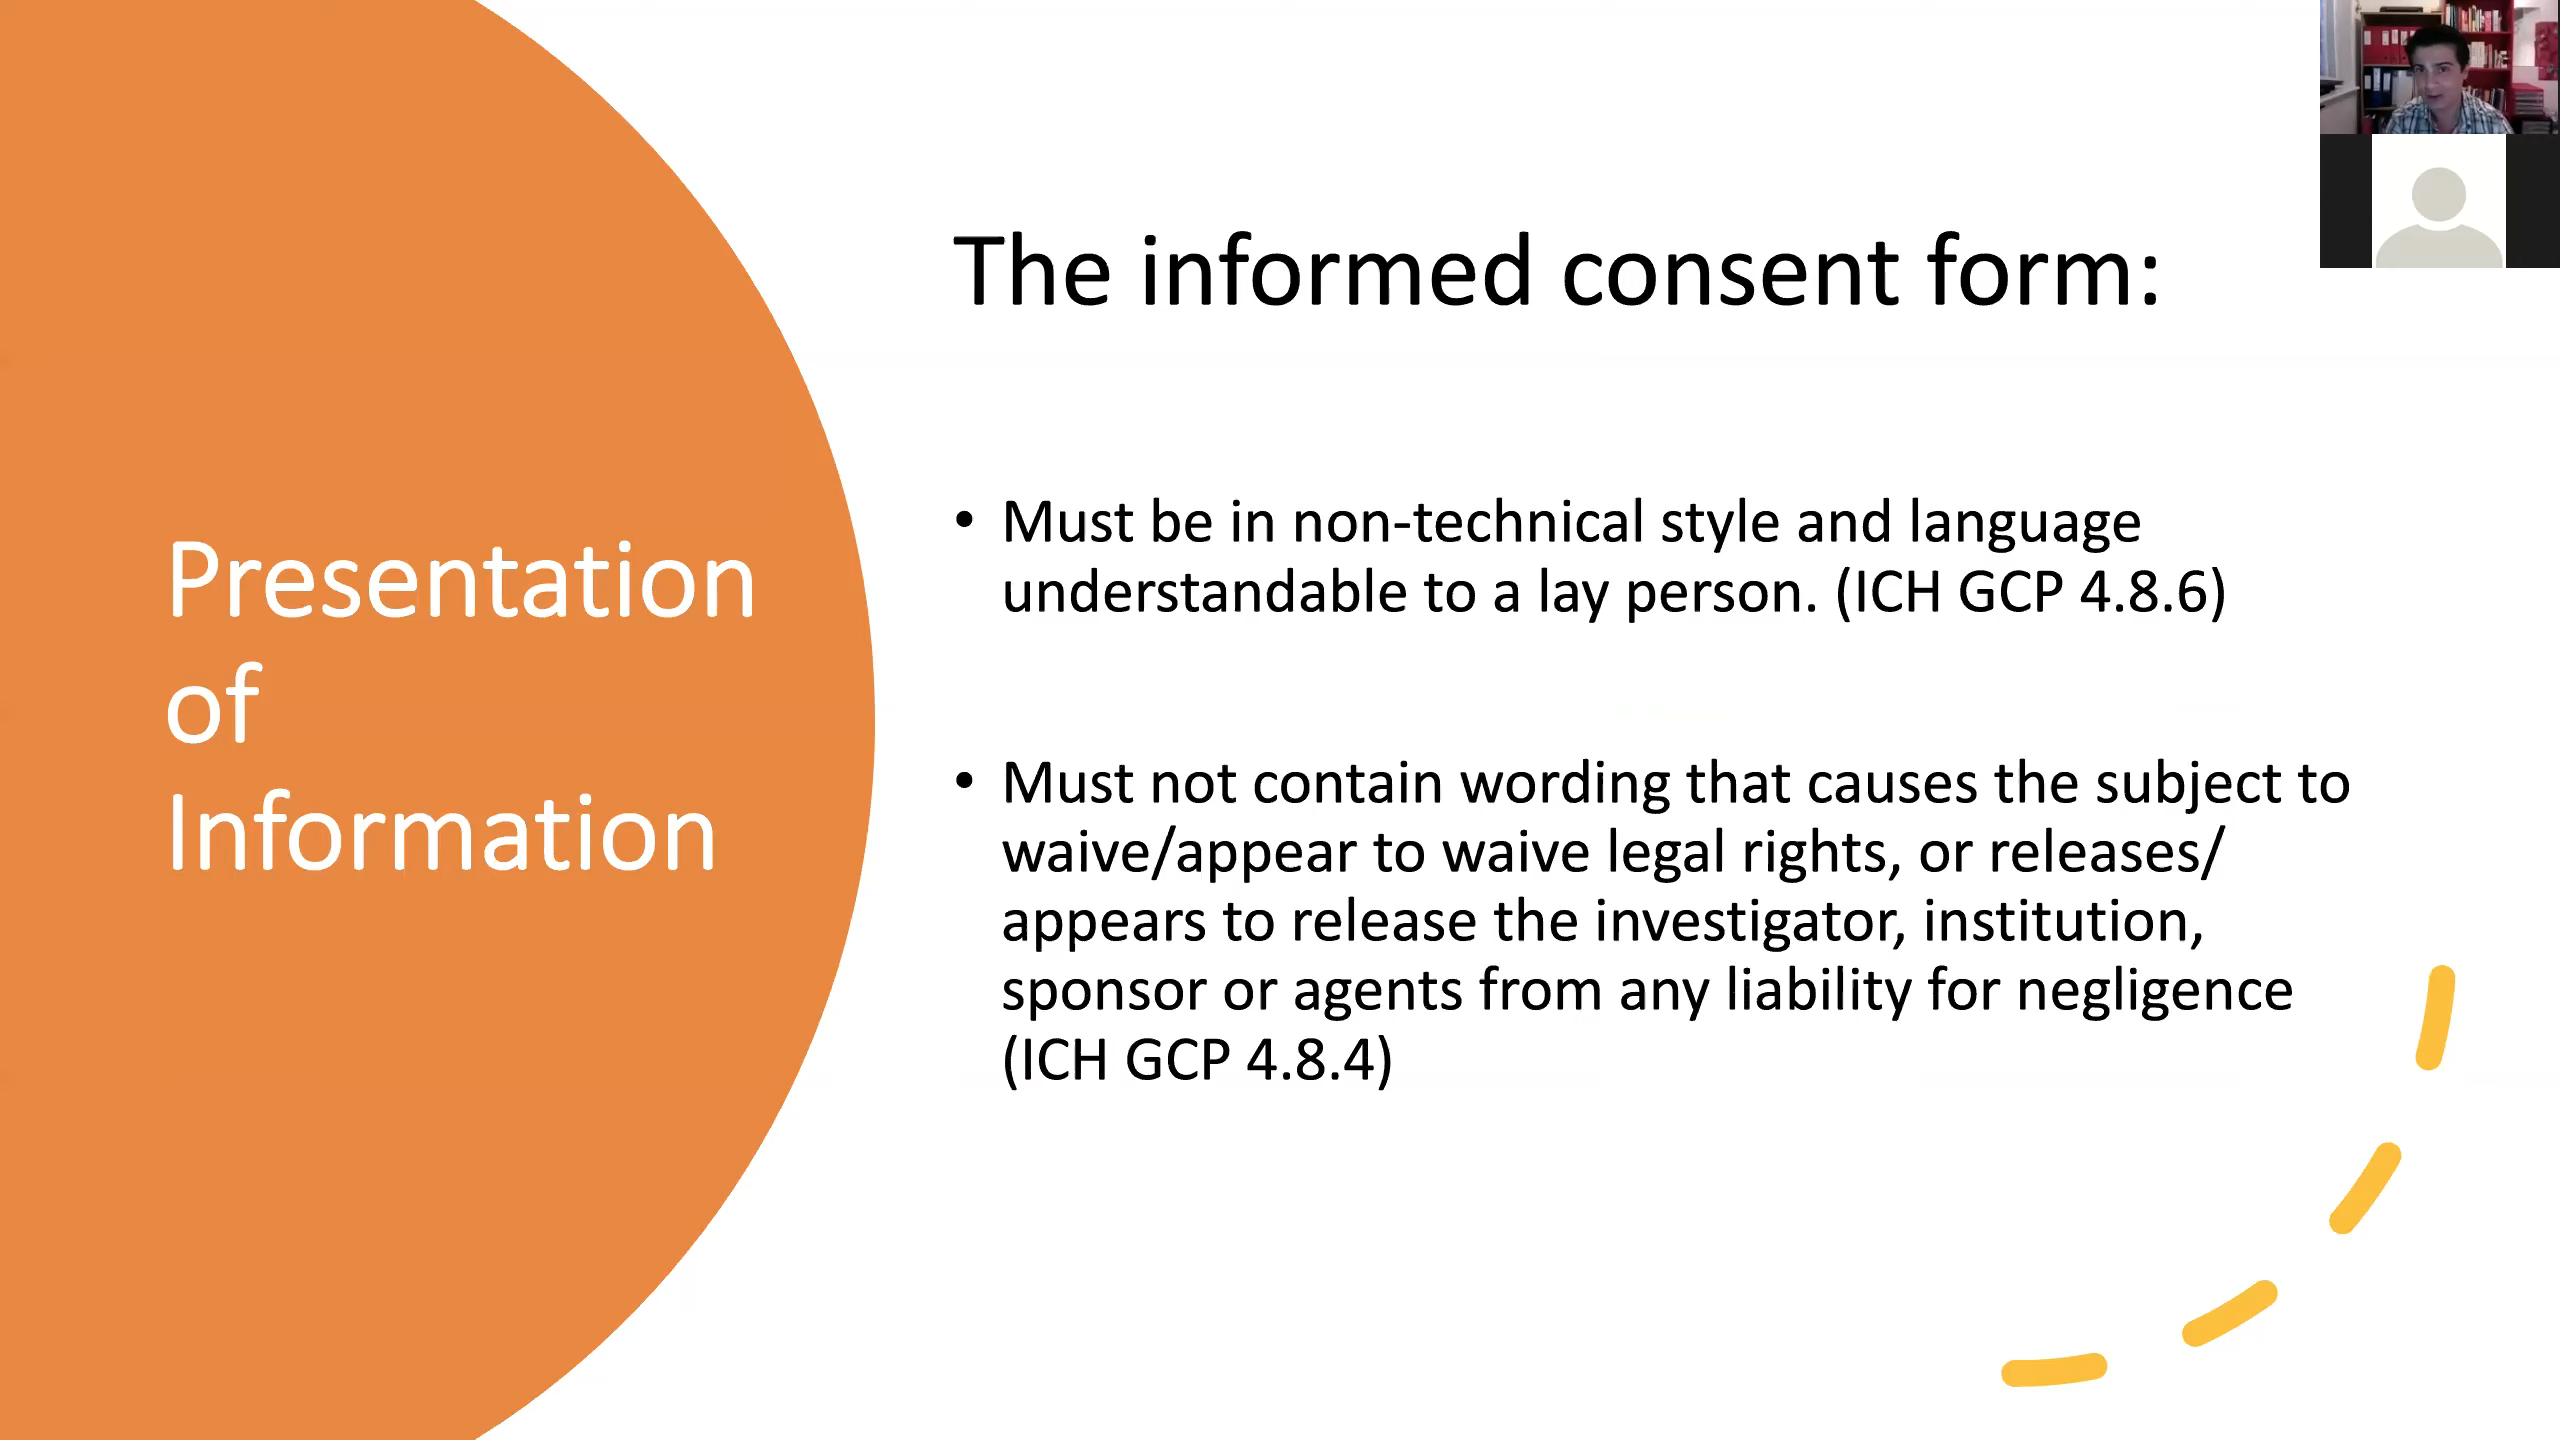 Presentation
of
Information
The informed consent form:
• Must be in non-technical style and language
understandable to a lay person. (ICH GCP 4.8.6)
• Must not contain wording that causes the subject to
waive/appear to waive legal rights, or releases/
appears to release the investigator, institution,
sponsor or agents from any liability for negligence
(ICH GCP 4.8.4)